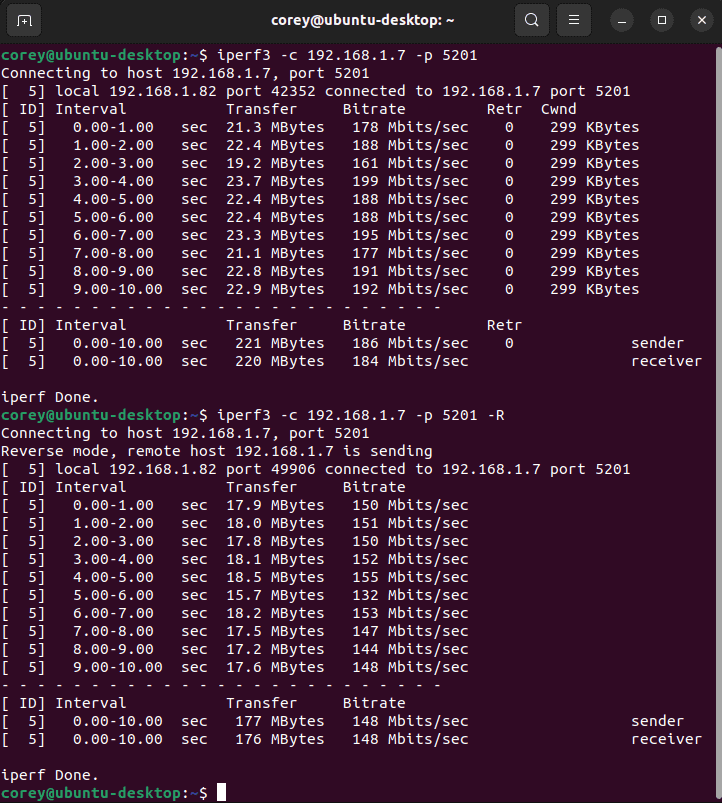 corey@ubuntu-desktop: ~
corey@ubuntu-desktop:~$ iperf3 -c 192.168.1.7 -p 5201
Connecting to host 192.168.1.7, port 5201
[  5] local 192.168.1.82 port 42352 connected to 192.168.1.7 port 5201
[ ID] Interval           Transfer     Bitrate         Retr  Cwnd
[  5]   0.00-1.00   sec  21.3 MBytes   178 Mbits/sec    0    299 KBytes
[  5]   1.00-2.00   sec  22.4 MBytes   188 Mbits/sec    0    299 KBytes
[  5]   2.00-3.00   sec  19.2 MBytes   161 Mbits/sec    0    299 KBytes
[  5]   3.00-4.00   sec  23.7 MBytes   199 Mbits/sec    0    299 KBytes
[  5]   4.00-5.00   sec  22.4 MBytes   188 Mbits/sec    0    299 KBytes
[  5]   5.00-6.00   sec  22.4 MBytes   188 Mbits/sec    0    299 KBytes
[  5]   6.00-7.00   sec  23.3 MBytes   195 Mbits/sec    0    299 KBytes
[  5]   7.00-8.00   sec  21.1 MBytes   177 Mbits/sec    0    299 KBytes
[  5]   8.00-9.00   sec  22.8 MBytes   191 Mbits/sec    0    299 KBytes
[  5]   9.00-10.00  sec  22.9 MBytes   192 Mbits/sec    0    299 KBytes
- - - - - - - - - - - - - - - - - - - - - - - - -
[ ID] Interval           Transfer     Bitrate         Retr
[  5]   0.00-10.00  sec   221 MBytes   186 Mbits/sec    0             sender
[  5]   0.00-10.00  sec   220 MBytes   184 Mbits/sec                  receiver
iperf Done.
corey@ubuntu-desktop:~$ iperf3 -c 192.168.1.7 -p 5201 -R
Connecting to host 192.168.1.7, port 5201
Reverse mode, remote host 192.168.1.7 is sending
[  5] local 192.168.1.82 port 49906 connected to 192.168.1.7 port 5201
[ ID] Interval           Transfer     Bitrate
[  5]   0.00-1.00   sec  17.9 MBytes   150 Mbits/sec
[  5]   1.00-2.00   sec  18.0 MBytes   151 Mbits/sec
[  5]   2.00-3.00   sec  17.8 MBytes   150 Mbits/sec
[  5]   3.00-4.00   sec  18.1 MBytes   152 Mbits/sec
[  5]   4.00-5.00   sec  18.5 MBytes   155 Mbits/sec
[  5]   5.00-6.00   sec  15.7 MBytes   132 Mbits/sec
[  5]   6.00-7.00   sec  18.2 MBytes   153 Mbits/sec
[  5]   7.00-8.00   sec  17.5 MBytes   147 Mbits/sec
[  5]   8.00-9.00   sec  17.2 MBytes   144 Mbits/sec
[  5]   9.00-10.00  sec  17.6 MBytes   148 Mbits/sec
- - - - - - - - - - - - - - - - - - - - - - - - -
[ ID] Interval           Transfer     Bitrate
[  5]   0.00-10.00  sec   177 MBytes   148 Mbits/sec                  sender
[  5]   0.00-10.00  sec   176 MBytes   148 Mbits/sec                  receiver
iperf Done.
corey@ubuntu-desktop:~$